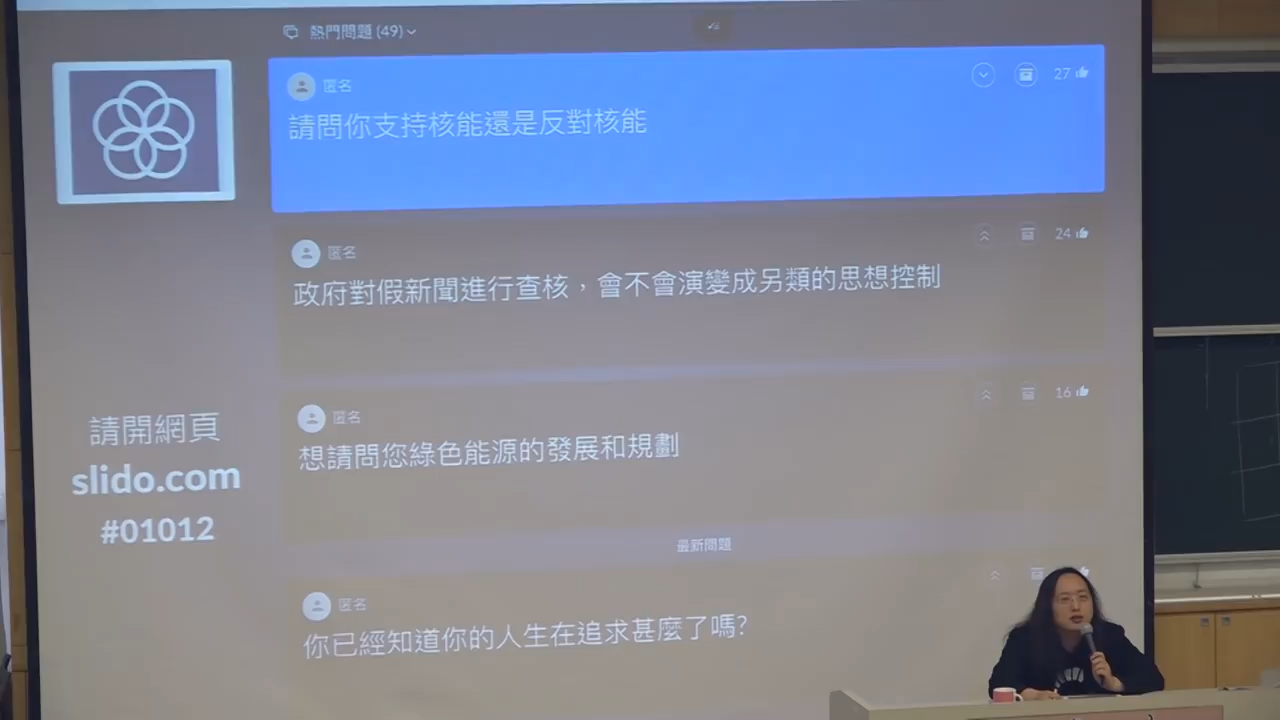 熱門問題 (49)
匿名
27
請問你支持核能還是反對核能
匿名
24
政府對假新聞進行查核，會不會演變成另類的思想控制
匿名
16
想請問您綠色能源的發展和規劃
請開網頁
slido.com
#01012
最新問題
匿名
你已經知道你的人生在追求甚麼了嗎?